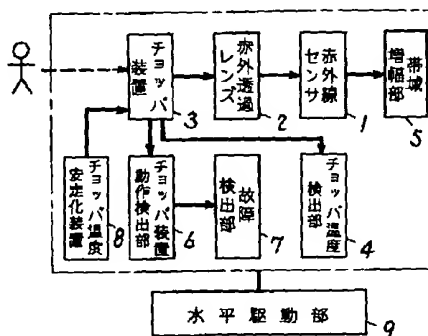 チョッパ
装置
3
赤外透過
レンズ
2
赤外線
センサ
1
帯域
増幅部
5
チョッパ温度
安定化装置
8
チョッパ装置
動作検出部
6
故障
検出部
7
チョッパ温度
検出部
4
水平駆動部
9